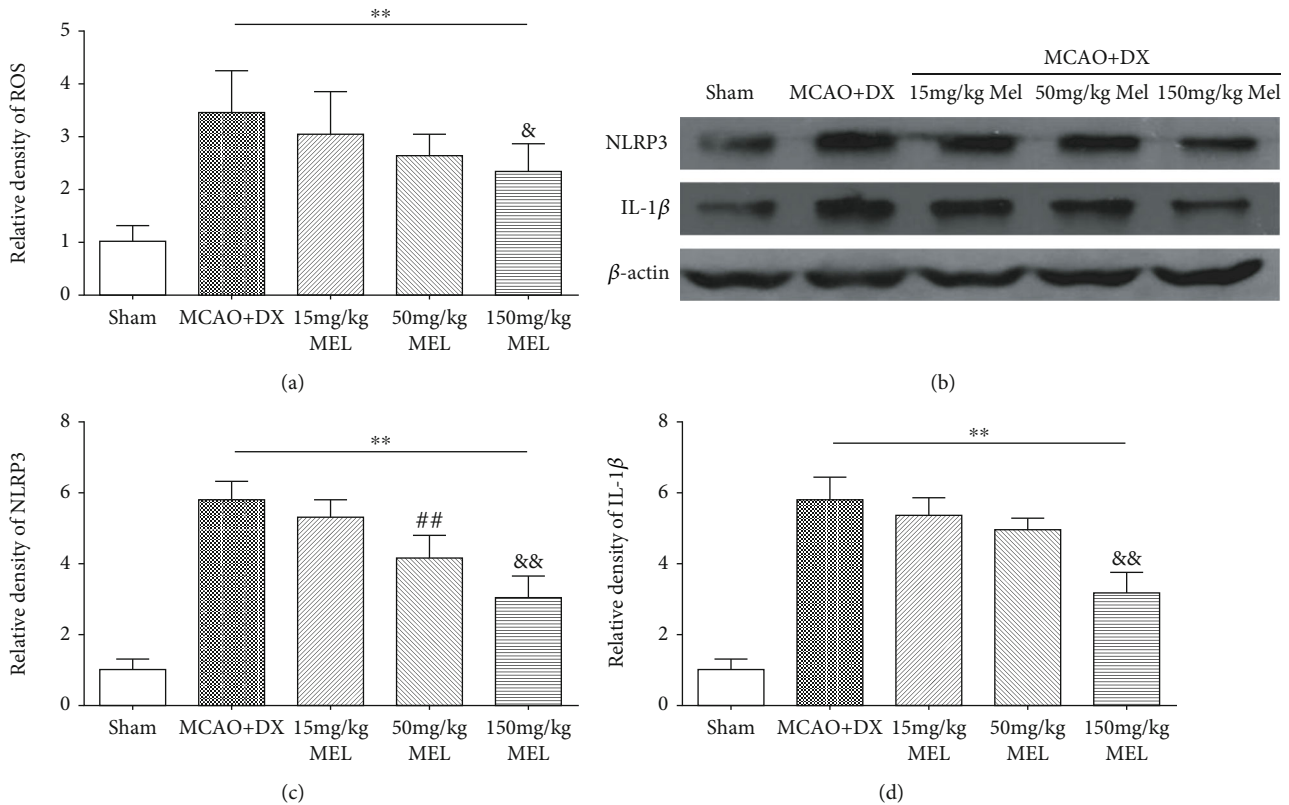 **
5
4
3
2
1
0
Relative density of ROS
&
Sham MCAO+DX 15mg/kg 50mg/kg 150mg/kg
MEL MEL MEL
(a)
MCAO+DX
Sham MCAO+DX 15mg/kg Mel 50mg/kg Mel 150mg/kg Mel
NLRP3
IL-1β
β-actin
(b)
8
6
4
2
0
Relative density of NLRP3
**
##
&&
Sham MCAO+DX 15mg/kg 50mg/kg 150mg/kg
MEL MEL MEL
(c)
8
6
4
2
0
Relative density of IL-1β
**
&&
Sham MCAO+DX 15mg/kg 50mg/kg 150mg/kg
MEL MEL MEL
(d)